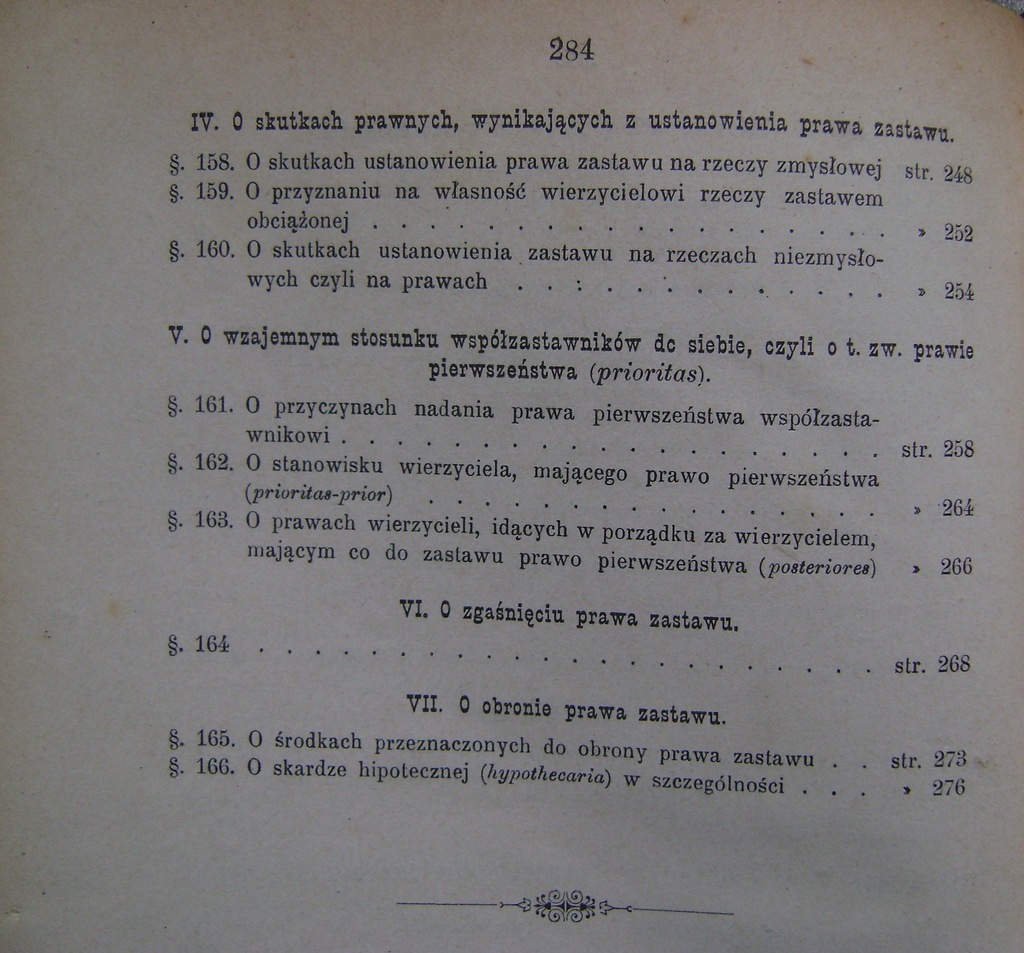 284
IV. O skutkach prawnych, wynikających z ustanowienia prawa zastawu.
§. 158. O skutkach ustanowienia prawa zastawu na rzeczy zmysłowej str. 248
§. 159. O przyznaniu na własność wierzycielowi rzeczy zastawem
obciążonej . . . . . . . . . . . . . . . . . . . » 252
§. 160. O skutkach ustanowienia zastawu na rzeczach niezmysło-
wych czyli na prawach . . : . . . . . . . . . . . » 254
V. O wzajemnym stosunku współzastawników dc siebie, czyli o t. zw. prawie
pierwszeństwa (prioritas).
§. 161. O przyczynach nadania prawa pierwszeństwa współzasta-
wnikowi . . . . . . . . . . . . . . . . . . . . str. 258
§. 162. O stanowisku wierzyciela, mającego prawo pierwszeństwa
(prioritas-prior) . . . . . . . . . . . . . . . . » 264
§. 163. O prawach wierzycieli, idących w porządku za wierzycielem,
mającym co do zastawu prawo pierwszeństwa (posteriores) » 266
VI. O zgaśnięciu prawa zastawu.
§. 164 . . . . . . . . . . . . . . . . . . . . . . str. 268
VII. O obronie prawa zastawu.
§. 165. O środkach przeznaczonych do obrony prawa zastawu . . str. 273
§. 166. O skardze hipotecznej (hypothecaria) w szczególności . . . » 276